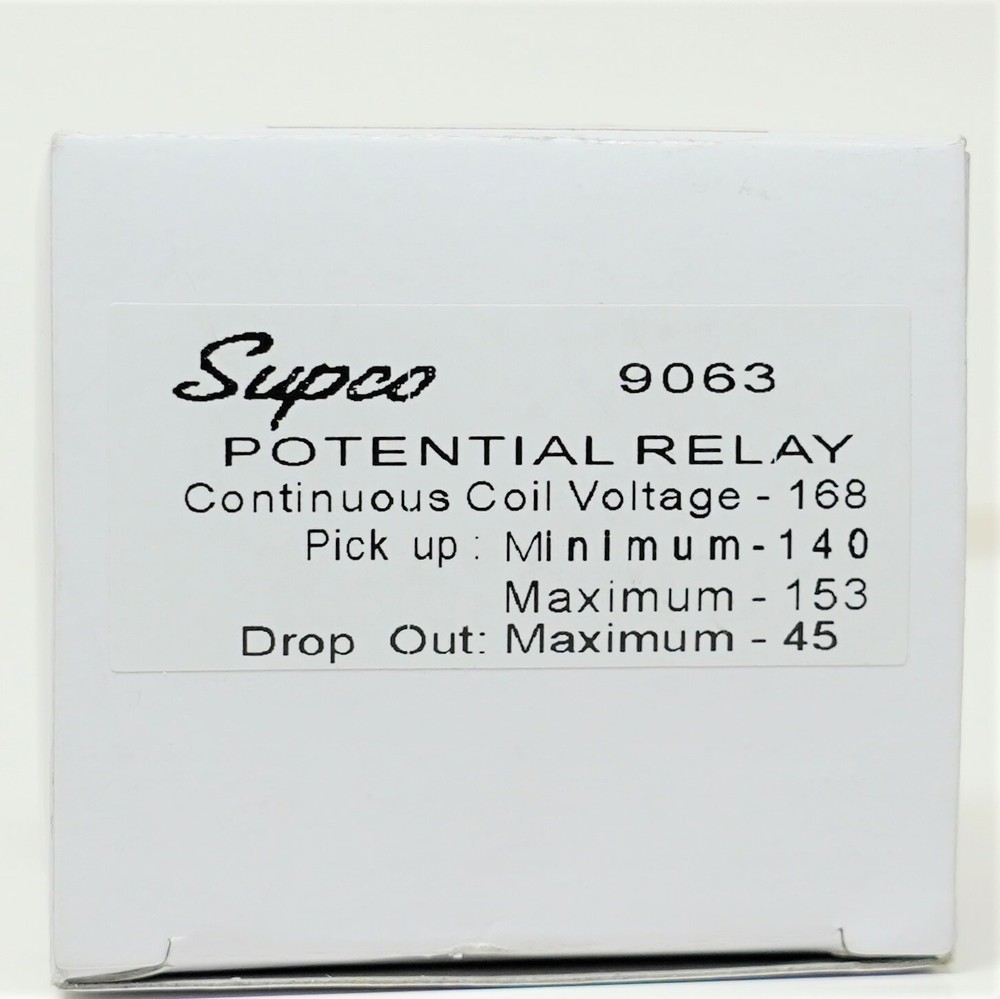 Supco 9063
POTENTIAL RELAY
Continuous Coil Voltage - 168
Pick up : Minimum - 140
Maximum - 153
Drop Out: Maximum - 45